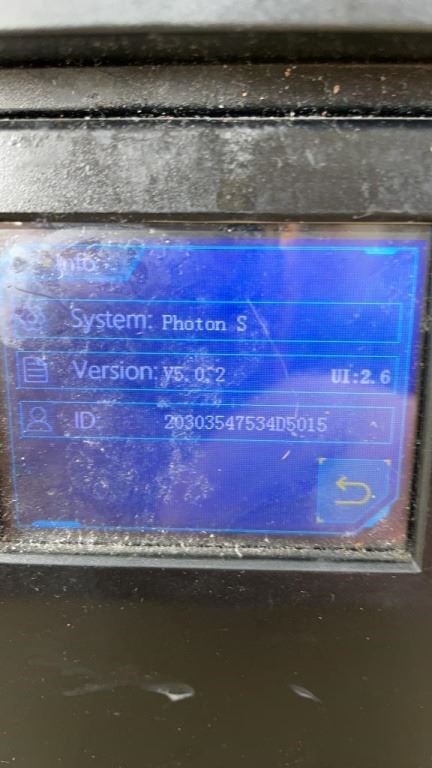 Info
System: Photon S
Version: V5.0.2 UI:2.6
ID: 20303547534D5015